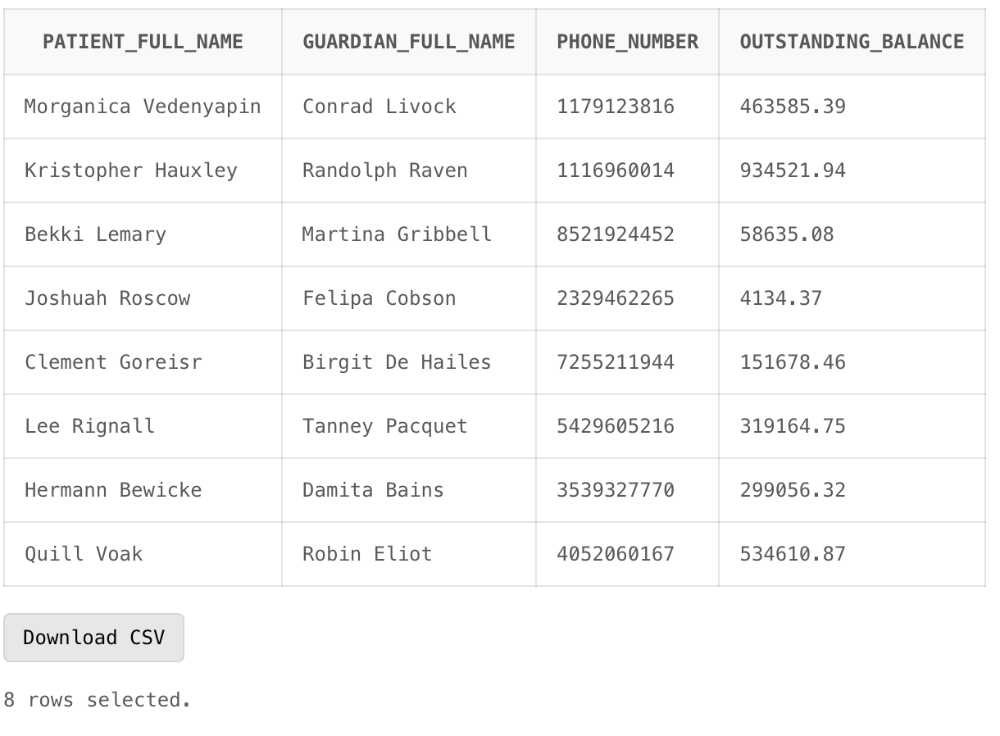 PATIENT_FULL_NAME GUARDIAN_FULL_NAME PHONE_NUMBER OUTSTANDING_BALANCE
Morganica Vedenyapin Conrad Livock 1179123816 463585.39
Kristopher Hauxley Randolph Raven 1116960014 934521.94
Bekki Lemary Martina Gribbell 8521924452 58635.08
Joshuah Roscow Felipa Cobson 2329462265 4134.37
Clement Goreisr Birgit De Hailes 7255211944 151678.46
Lee Rignall Tanney Pacquet 5429605216 319164.75
Hermann Bewicke Damita Bains 3539327770 299056.32
Quill Voak Robin Eliot 4052060167 534610.87
Download CSV
8 rows selected.